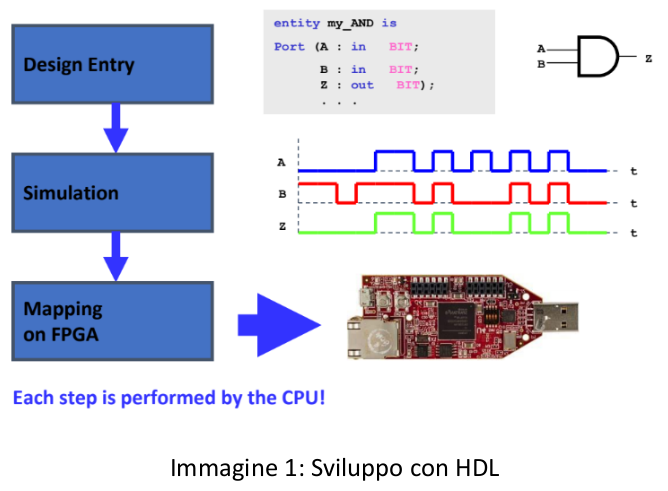 Design Entry
entity my_AND is
Port (A : in BIT;
B : in BIT;
Z : out BIT);
. . .
A
B
Z
Simulation
A
t
B
t
Z
t
Mapping
on FPGA
Each step is performed by the CPU!
Immagine 1: Sviluppo con HDL